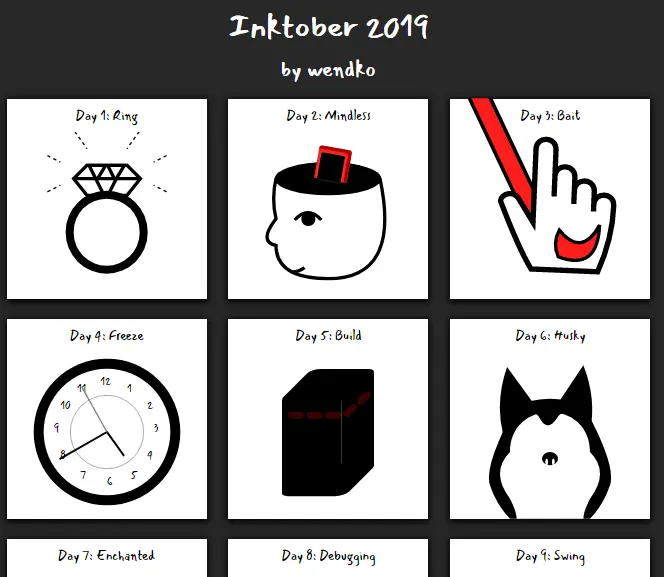 Inktober 2019
by wendko
Day 1: Ring
Day 2: Mindless
Day 3: Bait
Day 4: Freeze
12
11
1
10
2
9
3
8
4
7
5
6
Day 5: Build
Day 6: Husky
Day 7: Enchanted
Day 8: Debugging
Day 9: Swing